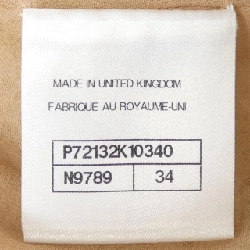 MADE IN UNITED KINGDOM
FABRIQUE AU ROYAUME-UNI
P72132K10340
N9789 34